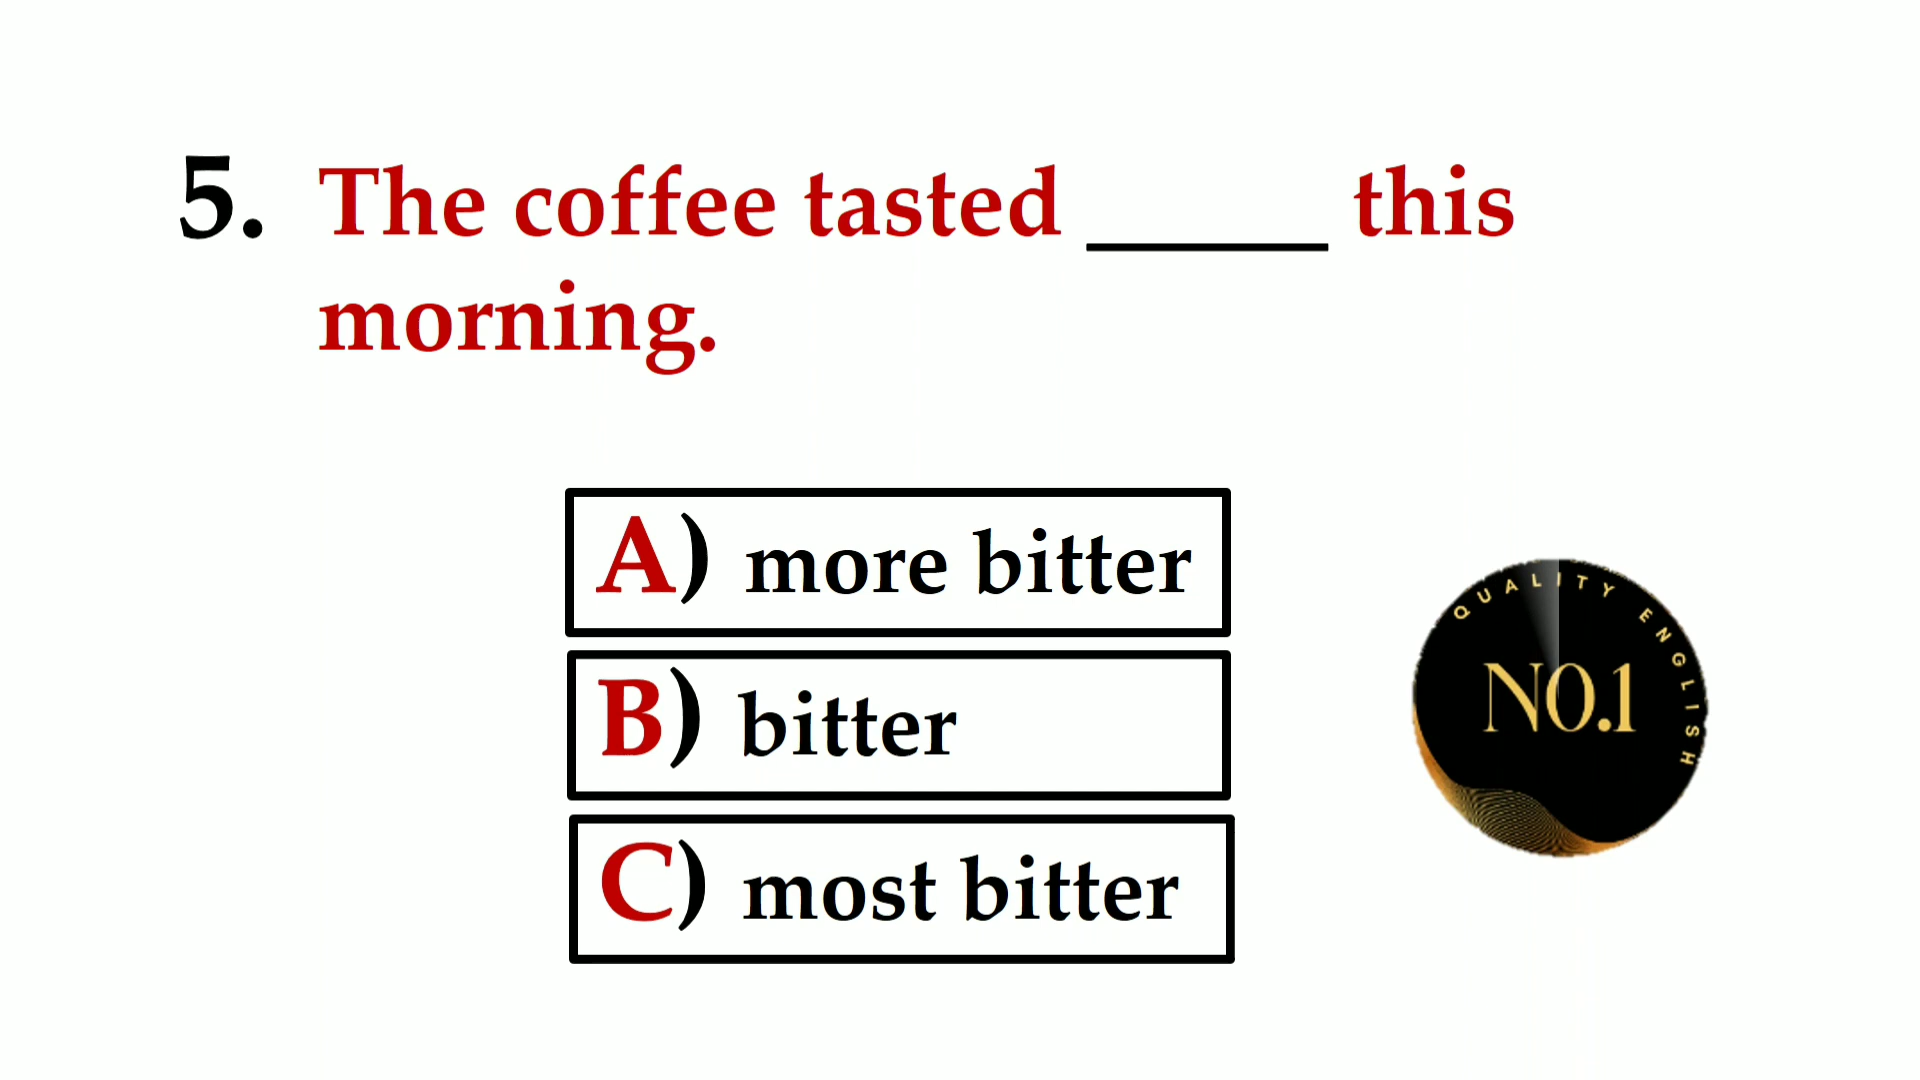 5. The coffee tasted _____ this
morning.
A) more bitter
B) bitter
C) most bitter
QUALITY ENGLISH
NO.1